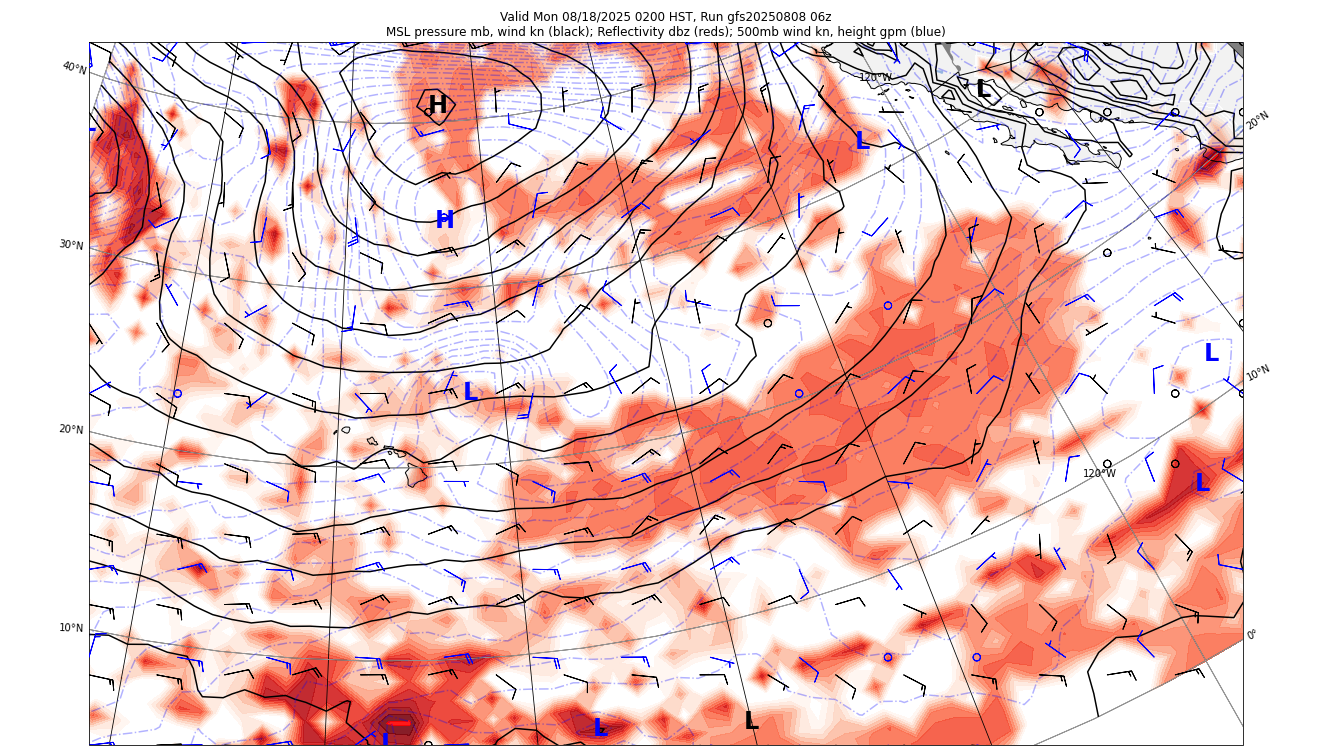 Valid Mon 08/18/2025 0200 HST, Run gfs20250808 06z
MSL pressure mb, wind kn (black); Reflectivity dbz (reds); 500mb wind kn, height gpm (blue)
40°N
120°W
L
H
20°N
L
H
30°N
L
10°N
L
20°N
120°W
L
10°N
0°
L
L
L